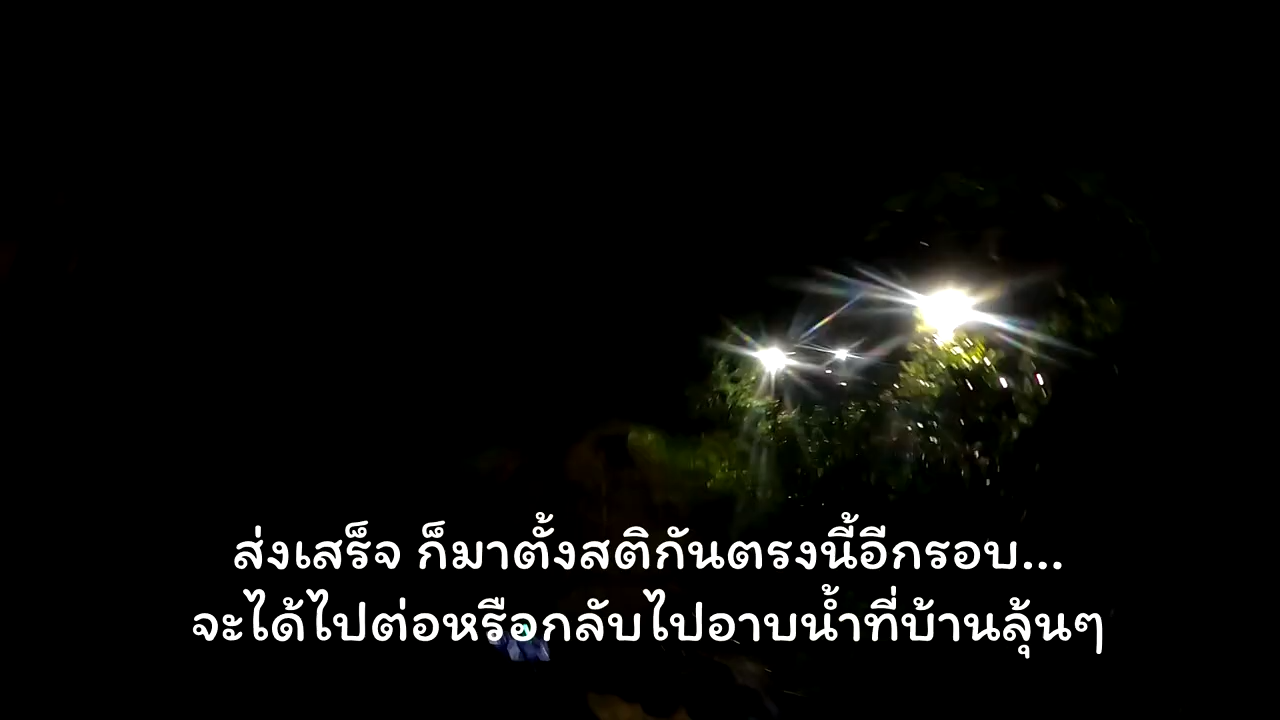 ส่งเสร็จ ก็มาตั้งสติกันตรงนี้อีกรอบ...
จะได้ไปต่อหรือกลับไปอาบน้ำที่บ้านลุ้นๆ